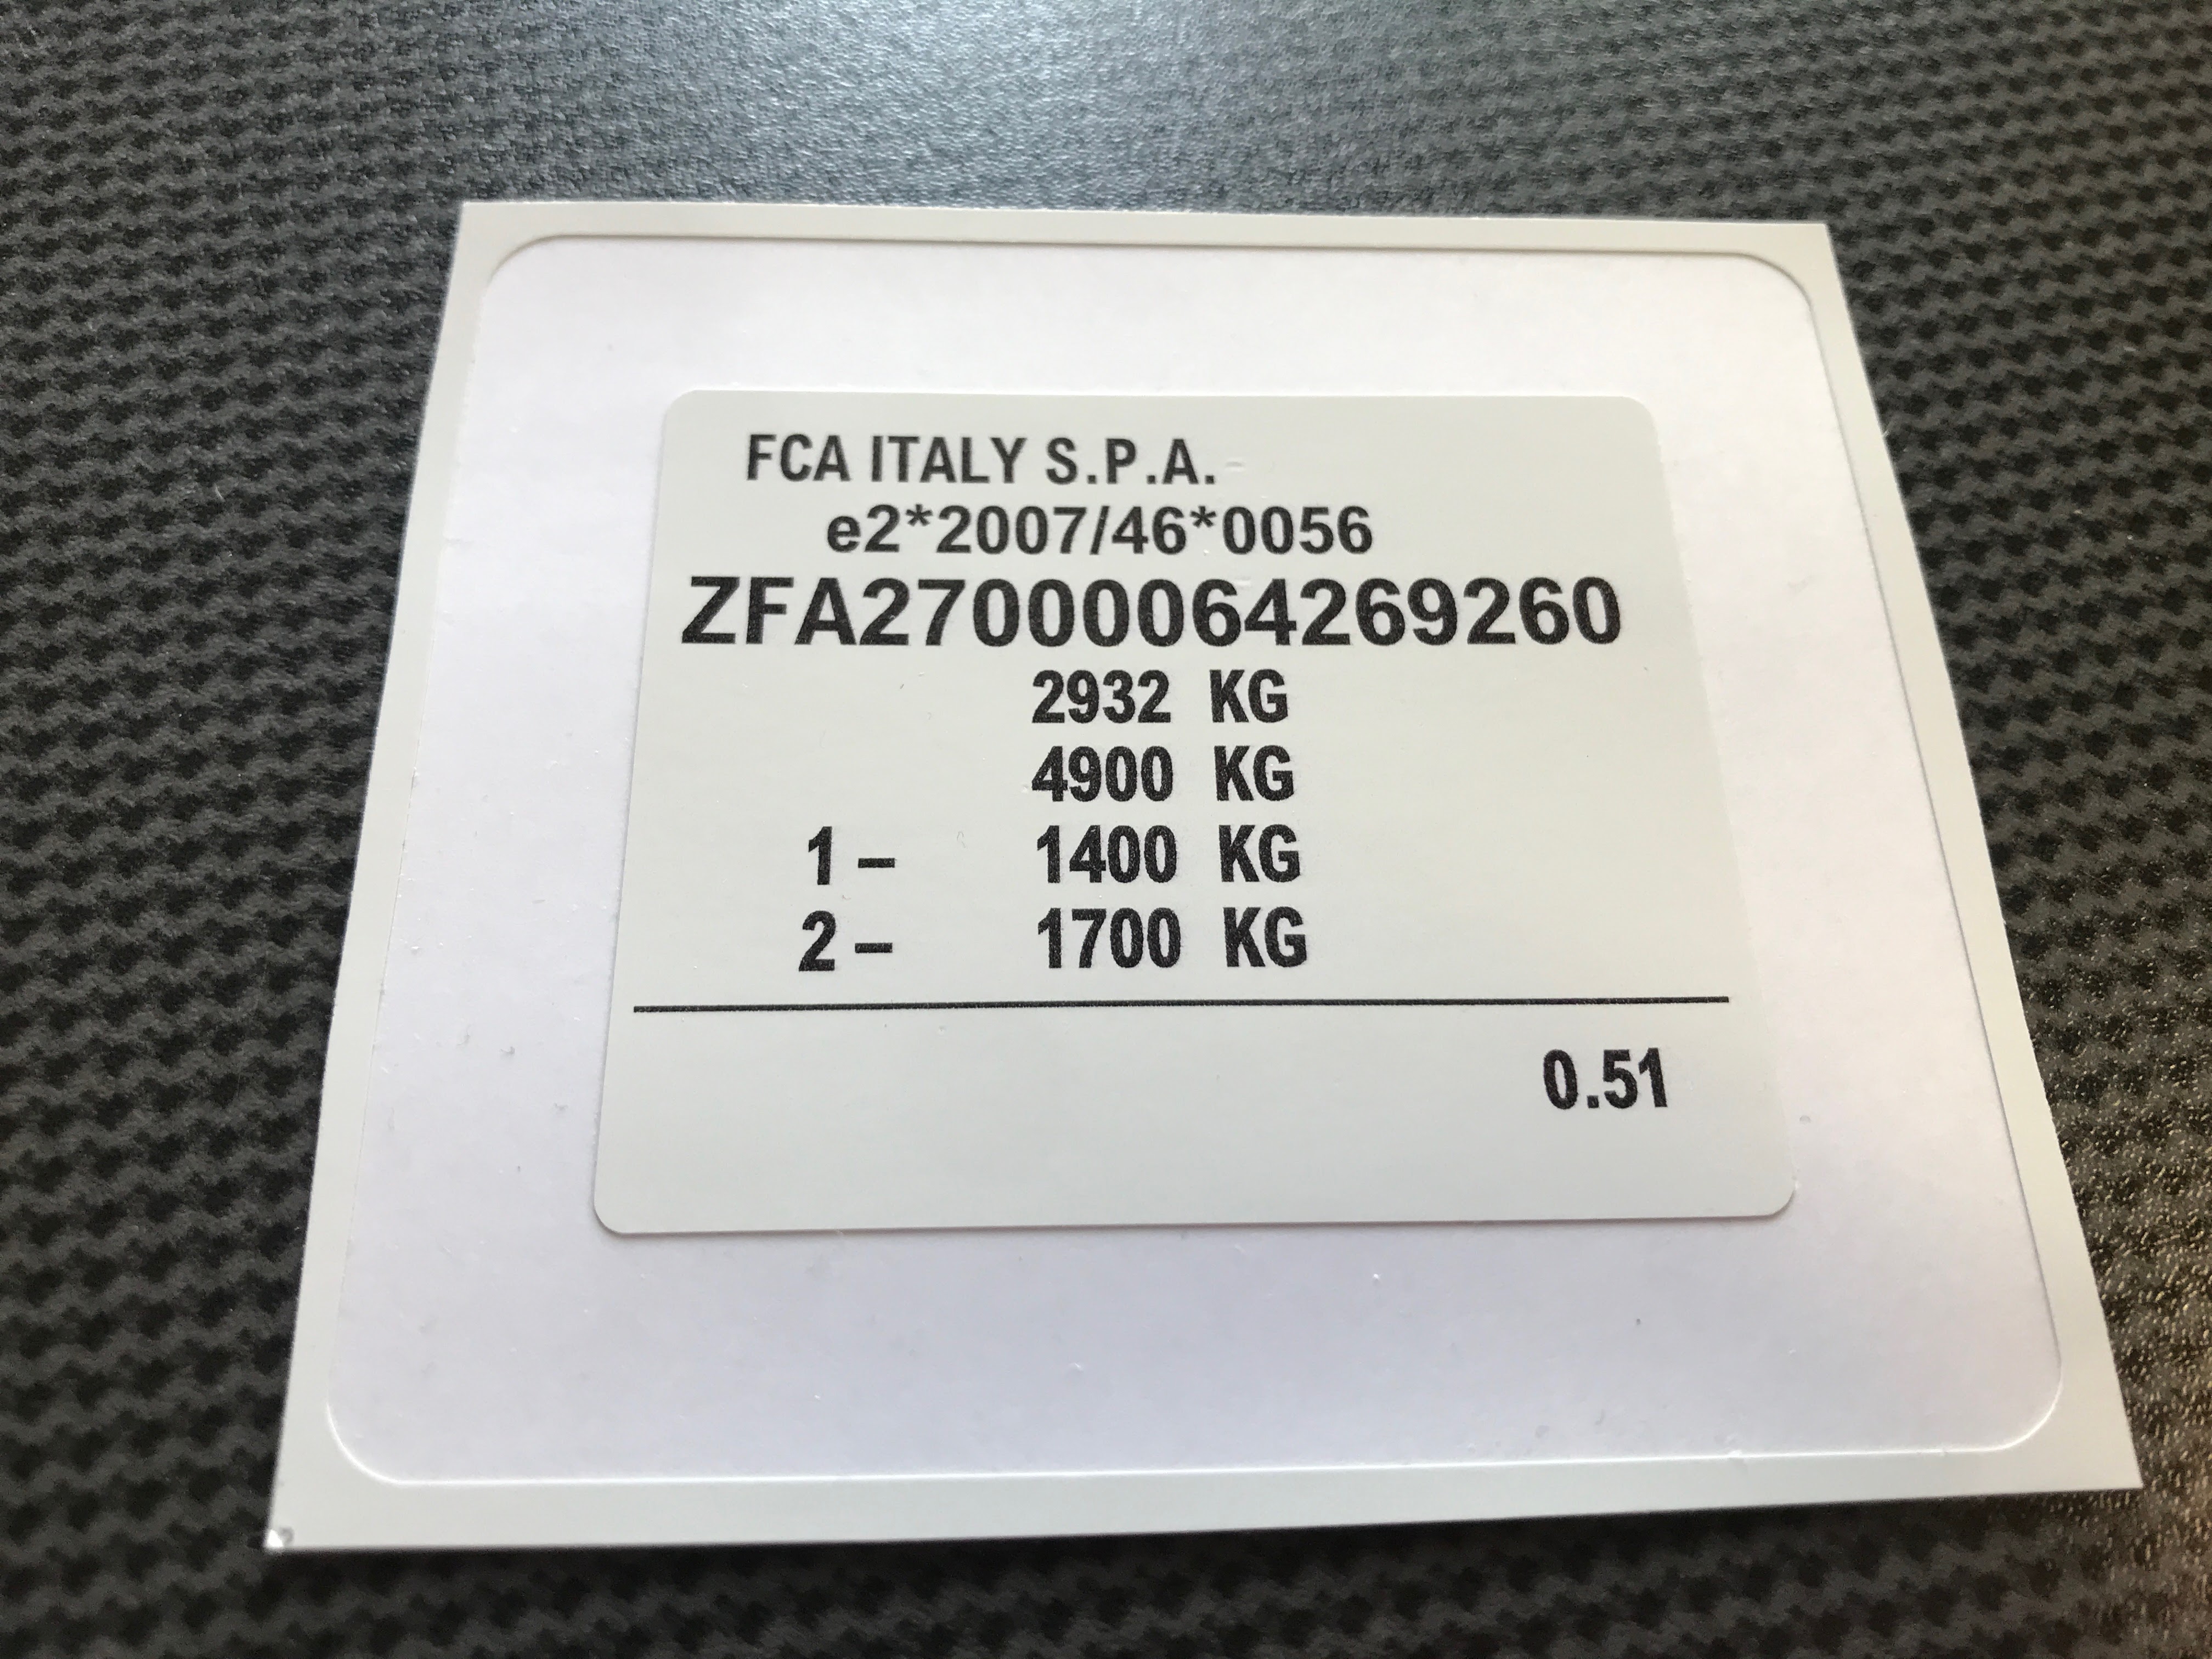 FCA ITALY S.P.A.
e2*2007/46*0056
ZFA27000064269260
2932 KG
4900 KG
1– 1400 KG
2– 1700 KG
0.51